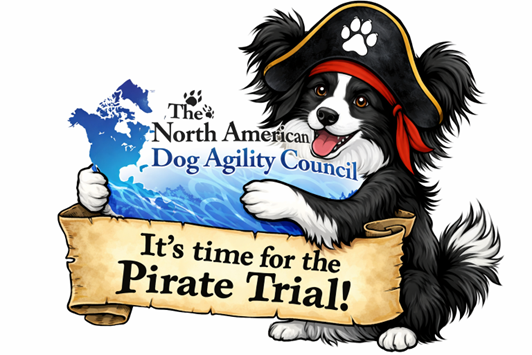 The
North American
Dog Agility Council
It's time for the
Pirate Trial!